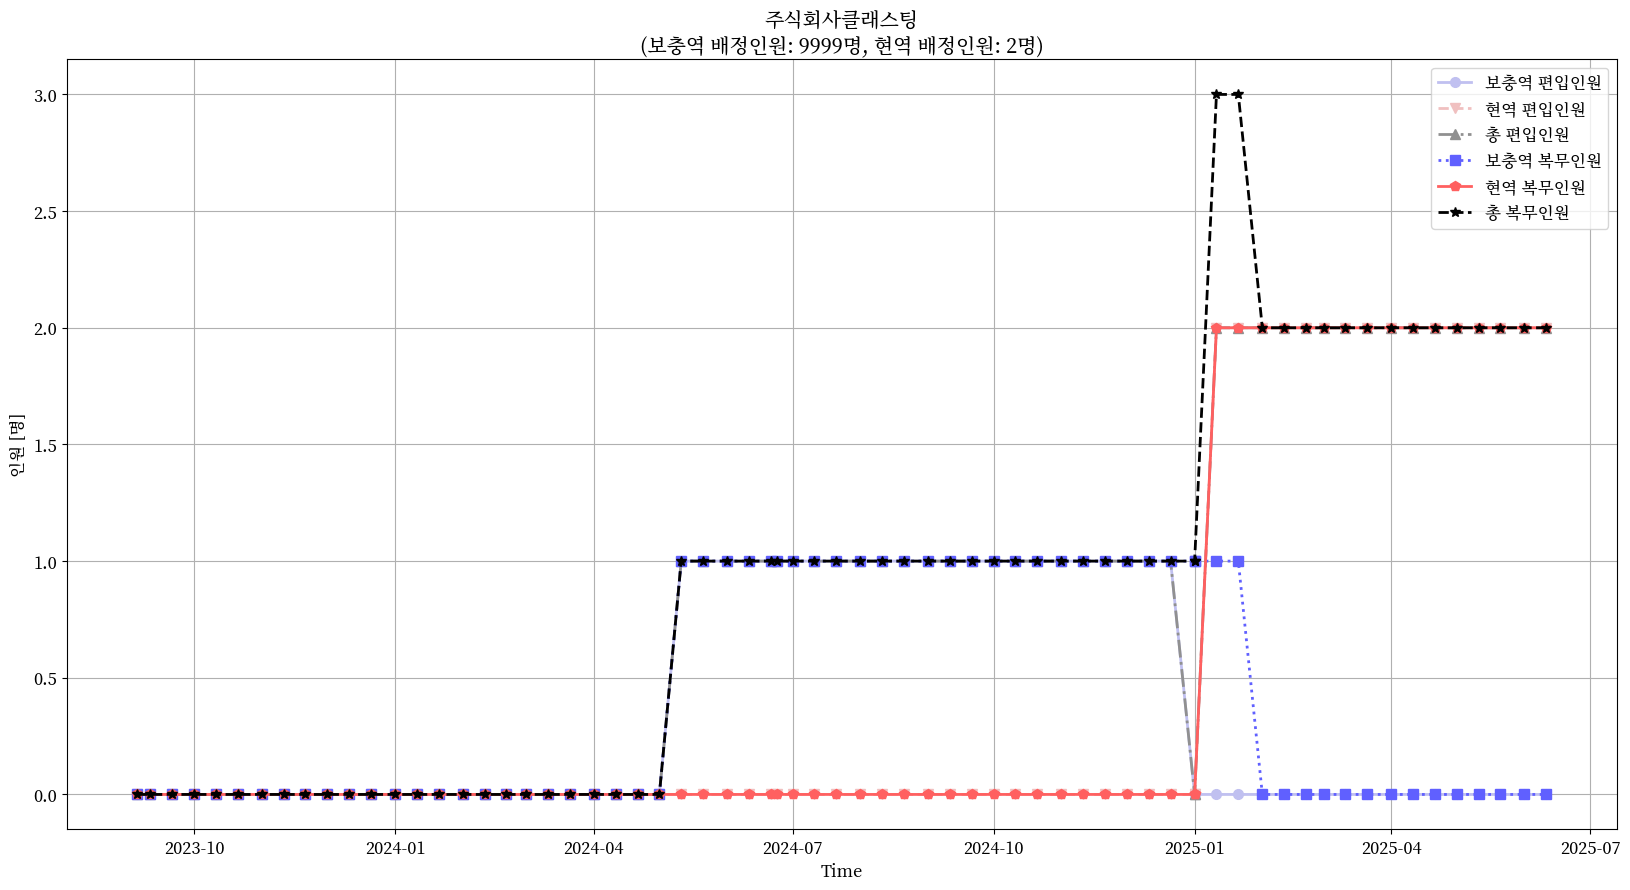 주식회사클래스팅
(보충역 배정인원: 9999명, 현역 배정인원: 2명)
보충역 편입인원
현역 편입인원
총 편입인원
보충역 복무인원
현역 복무인원
총 복무인원
인원 [명]
3.0
2.5
2.0
1.5
1.0
0.5
0.0
2023-10
2024-01
2024-04
2024-07
2024-10
2025-01
2025-04
2025-07
Time